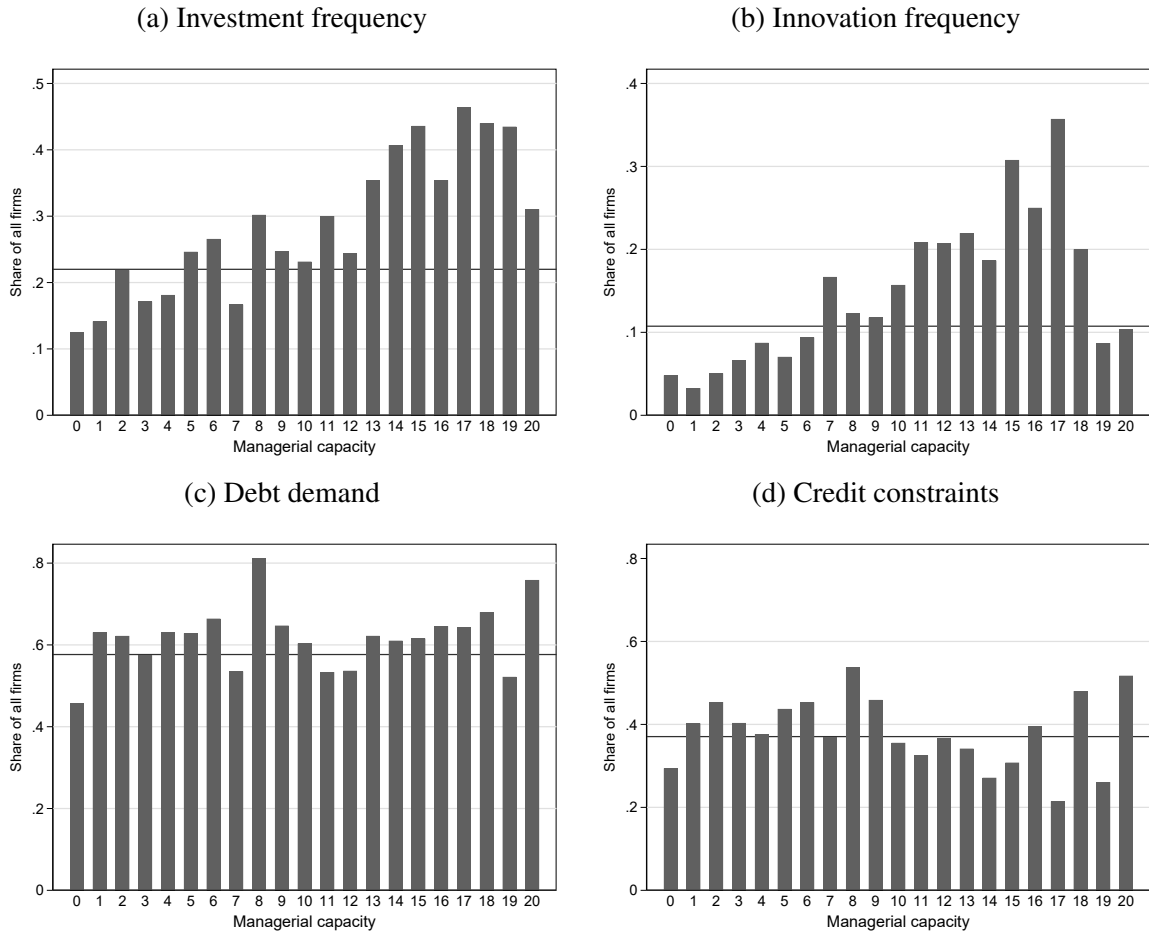 (a) Investment frequency
.5
.4
.3
.2
.1
0
Share of all firms
0 1 2 3 4 5 6 7 8 9 10 11 12 13 14 15 16 17 18 19 20
Managerial capacity
(b) Innovation frequency
.4
.3
.2
.1
0
Share of all firms
0 1 2 3 4 5 6 7 8 9 10 11 12 13 14 15 16 17 18 19 20
Managerial capacity
(c) Debt demand
.8
.6
.4
.2
0
Share of all firms
0 1 2 3 4 5 6 7 8 9 10 11 12 13 14 15 16 17 18 19 20
Managerial capacity
(d) Credit constraints
.8
.6
.4
.2
0
Share of all firms
0 1 2 3 4 5 6 7 8 9 10 11 12 13 14 15 16 17 18 19 20
Managerial capacity